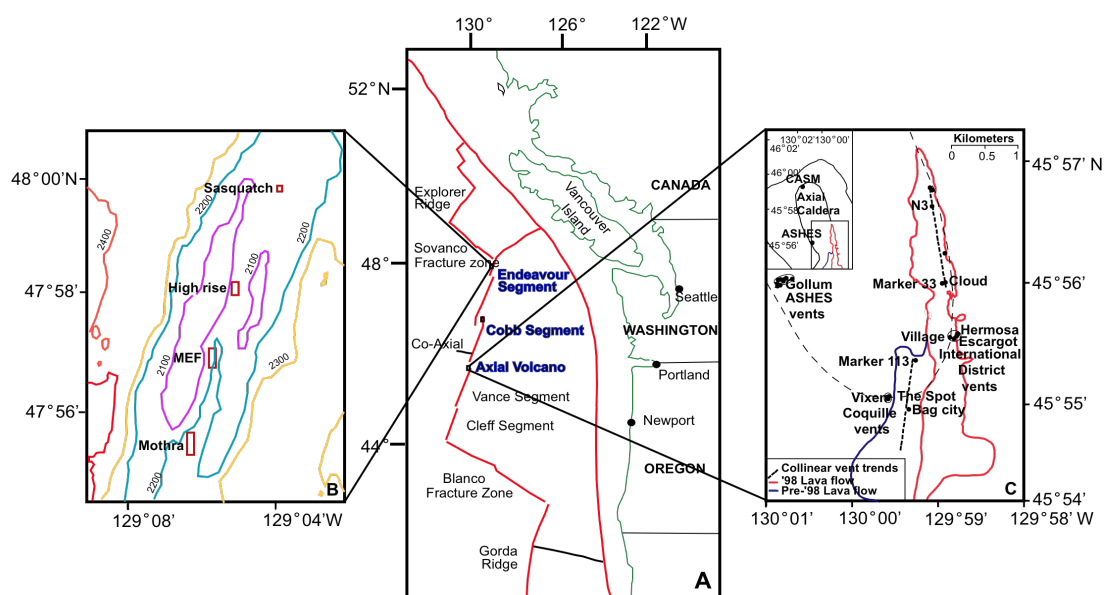 130°
126°
122°W
52°N
48°
44°
CANADA
Explorer
Ridge
Vancouver
Island
Sovanco
Fracture zone
Endeavour
Segment
Seattle
Cobb Segment
WASHINGTON
Co-Axial
Axial Volcano
Portland
Vance Segment
Newport
Cleff Segment
OREGON
Blanco
Fracture Zone
Gorda
Ridge
A
48°00'N
47°58'
47°56'
129°08'
129°04'W
Sasquatch
2200
2400
2200
2100
High rise
MEF
2100
2300
Mothra
2200
B
130°02'
130°00'
46°02'
46°00'
CASM
Axial
Caldera
45°58'
ASHES
45°56'
Kilometers
0 0.5 1
45°57' N
N3
45°56'
Marker 33
Cloud
Gollum
ASHES
vents
Village
Hermosa
Escargot
International
District
vents
Marker 113
Vixen
The Spot
Coquille
vents
Bag city
45°55'
Collinear vent trends
'98 Lava flow
Pre-'98 Lava flow
C
45°54'
130°01'
130°00'
129°59'
129°58' W